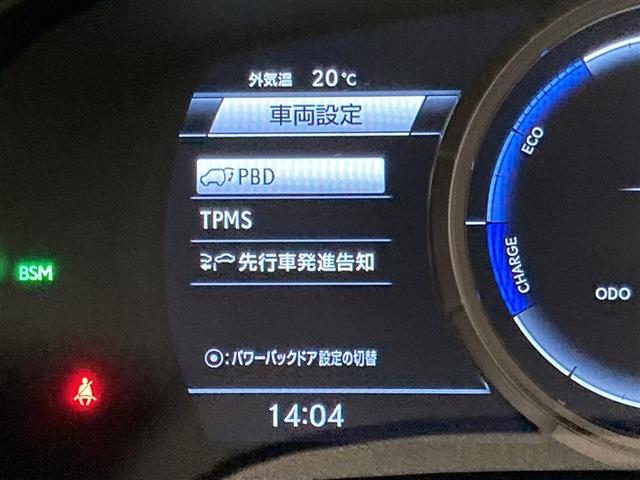 外気温 20℃
車両設定
PBD
TPMS
先行車発進告知
⦿:パワーバックドア設定の切替
14:04
BSM
ECO
CHARGE
ODO